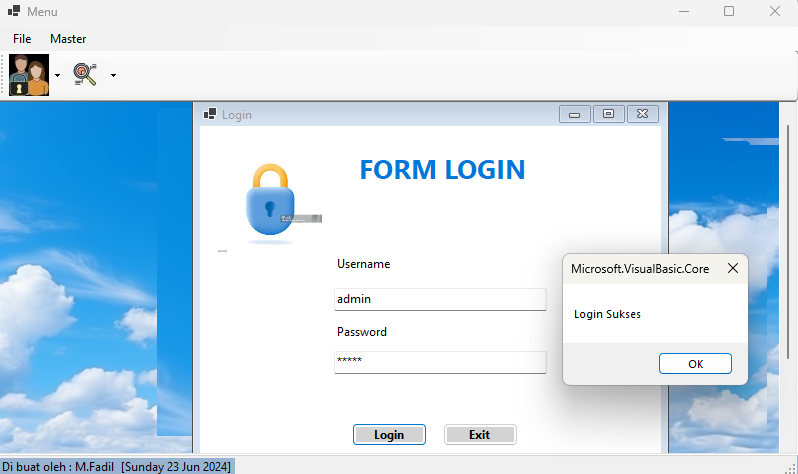 Menu
File Master
Login
FORM LOGIN
Username
admin
Password
*****
Login Exit
Microsoft.VisualBasic.Core
Login Sukses
OK
Di buat oleh : M.Fadil [Sunday 23 Jun 2024]